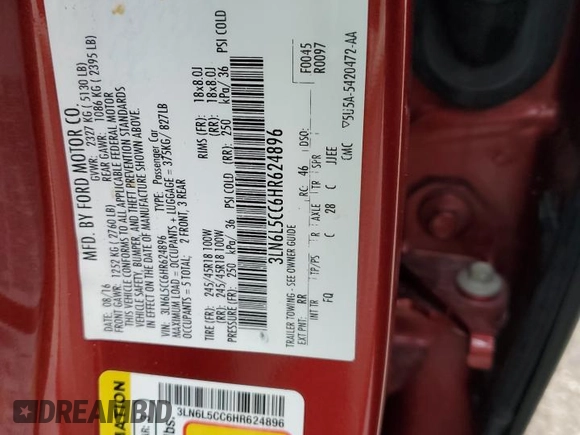 MFD. BY FORD MOTOR CO.
DATE: 08/16 GVWR: 2327 KG ( 5130 LB)
FRONT GAWR: 1252 KG ( 2760LB) REAR GAWR: 1086 KG ( 2395 LB)
THIS VEHICLE CONFORMS TO ALL APPLICABLE FEDERAL MOTOR
VEHICLE SAFETY, BUMPER, AND THEFT PREVENTION STANDARDS
IN EFFECT ON THE DATE OF MANUFACTURE SHOWN ABOVE.
VIN: 3LN6L5CC6HR624896 TYPE: Passenger Car
MAXIMUM LOAD = OCCUPANTS + LUGGAGE = 375KG/ 827LB
OCCUPANTS = 5 TOTAL; 2 FRONT, 3 REAR
TIRE (FR): 245/45R18 100W RIMS (FR): 18x8.0J
(RR): 245/45R18 100W (RR): 18x8.0J
PRESSURE (FR): 250 kPa/ 36 PSI COLD (RR): 250 kPa/ 36 PSI COLD
3LN6L5CC6HR624896
TRAILER TOWING - SEE OWNER GUIDE
F0045
R0097
EXT PNT: RR RC: 46 DSO:
INT TR TP/PS R AXLE TR SPR
FQ C 28 C JJEE
CMC ▽5U5A-5420472-AA
MATION
lbs.
3LN6L5CC6HR624896
DREAMBID